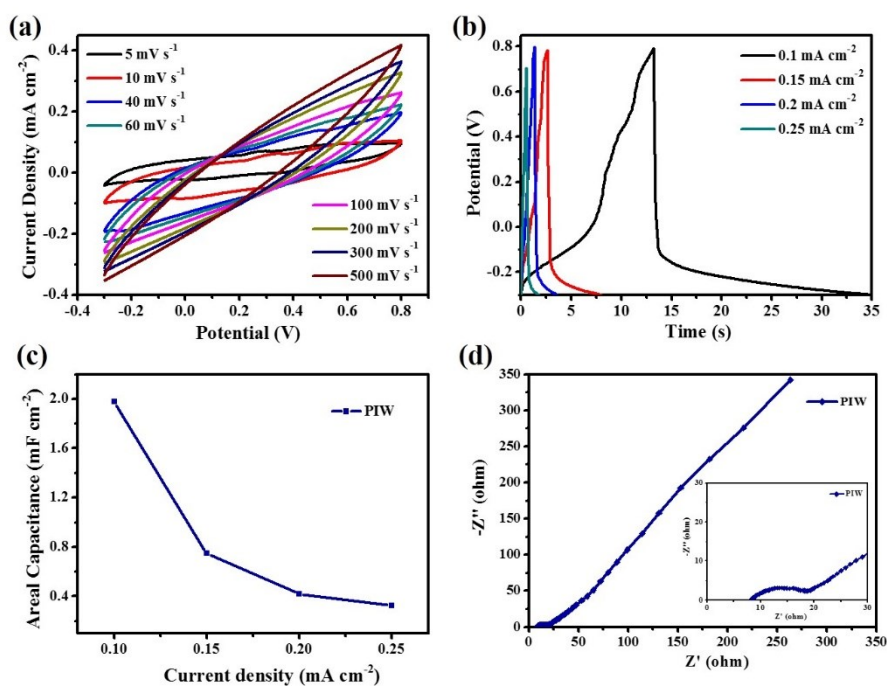 (a)
5 mV s-1
10 mV s-1
40 mV s-1
60 mV s-1
100 mV s-1
200 mV s-1
300 mV s-1
500 mV s-1
0.4
0.2
0.0
-0.2
-0.4
Current Density (mA cm-2)
-0.4 -0.2 0.0 0.2 0.4 0.6 0.8 1.0
Potential (V)
(b)
0.1 mA cm-2
0.15 mA cm-2
0.2 mA cm-2
0.25 mA cm-2
0.8
0.6
0.4
0.2
0.0
-0.2
Potential (V)
0 5 10 15 20 25 30 35
Time (s)
(c)
PIW
2.0
1.6
1.2
0.8
0.4
Areal Capacitance (mF cm-2)
0.10 0.15 0.20 0.25
Current density (mA cm-2)
(d)
PIW
350
300
250
200
150
100
50
0
-Z'' (ohm)
0 50 100 150 200 250 300 350
Z' (ohm)
PIW
30
20
10
0
-Z'' (ohm)
0 10 20 30
Z' (ohm)